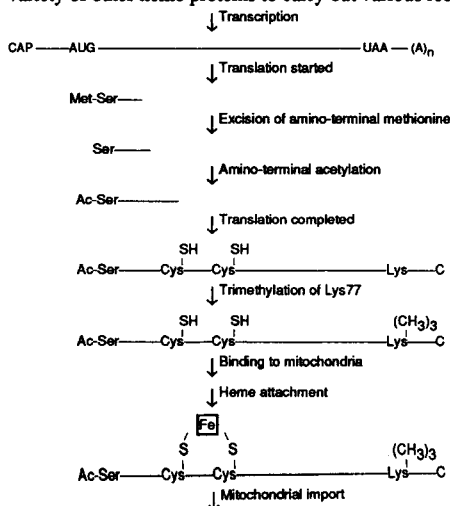 Transcription
CAP AUG UAA (A)n
Translation started
Met-Ser
Excision of amino-terminal methionine
Ser
Amino-terminal acetylation
Ac-Ser
Translation completed
SH SH
Ac-Ser Cys Cys Lys C
Trimethylation of Lys77
SH SH (CH3)3
Ac-Ser Cys Cys Lys C
Binding to mitochondria
Heme attachment
Fe
S S (CH3)3
Ac-Ser Cys Cys Lys C
Mitochondrial import